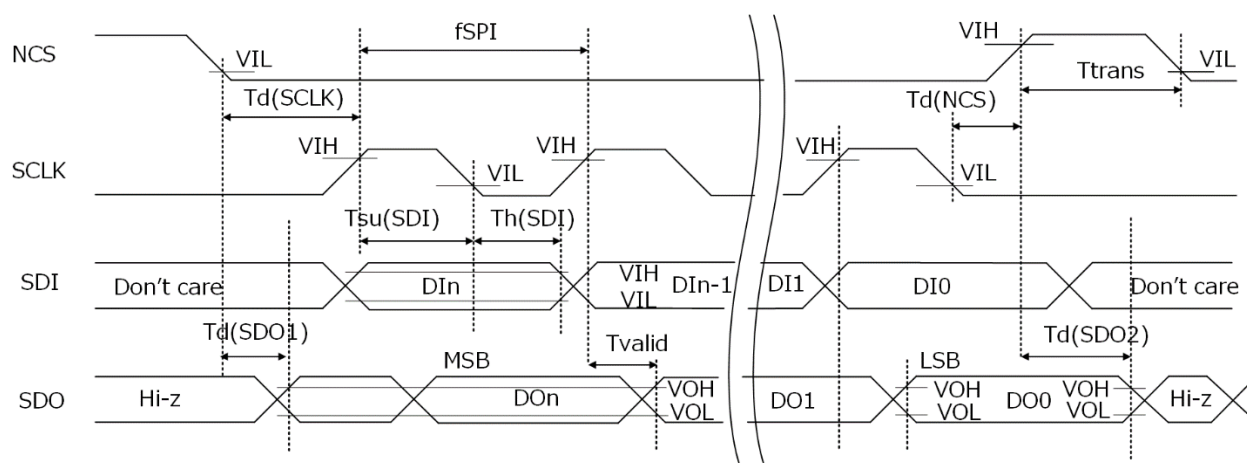 fSPI
VIH
NCS
VIL
VIL
Ttrans
Td(SCLK)
Td(NCS)
VIH
VIH
VIH
SCLK
VIL
VIL
Tsu(SDI)
Th(SDI)
SDI
Don't care
DIn
VIH
VIL
DIn-1
DI1
DI0
Don't care
Td(SDO1)
Tvalid
Td(SDO2)
MSB
LSB
SDO
Hi-z
DOn
VOH
VOL
DO1
VOH
VOL
DO0
VOH
VOL
Hi-z